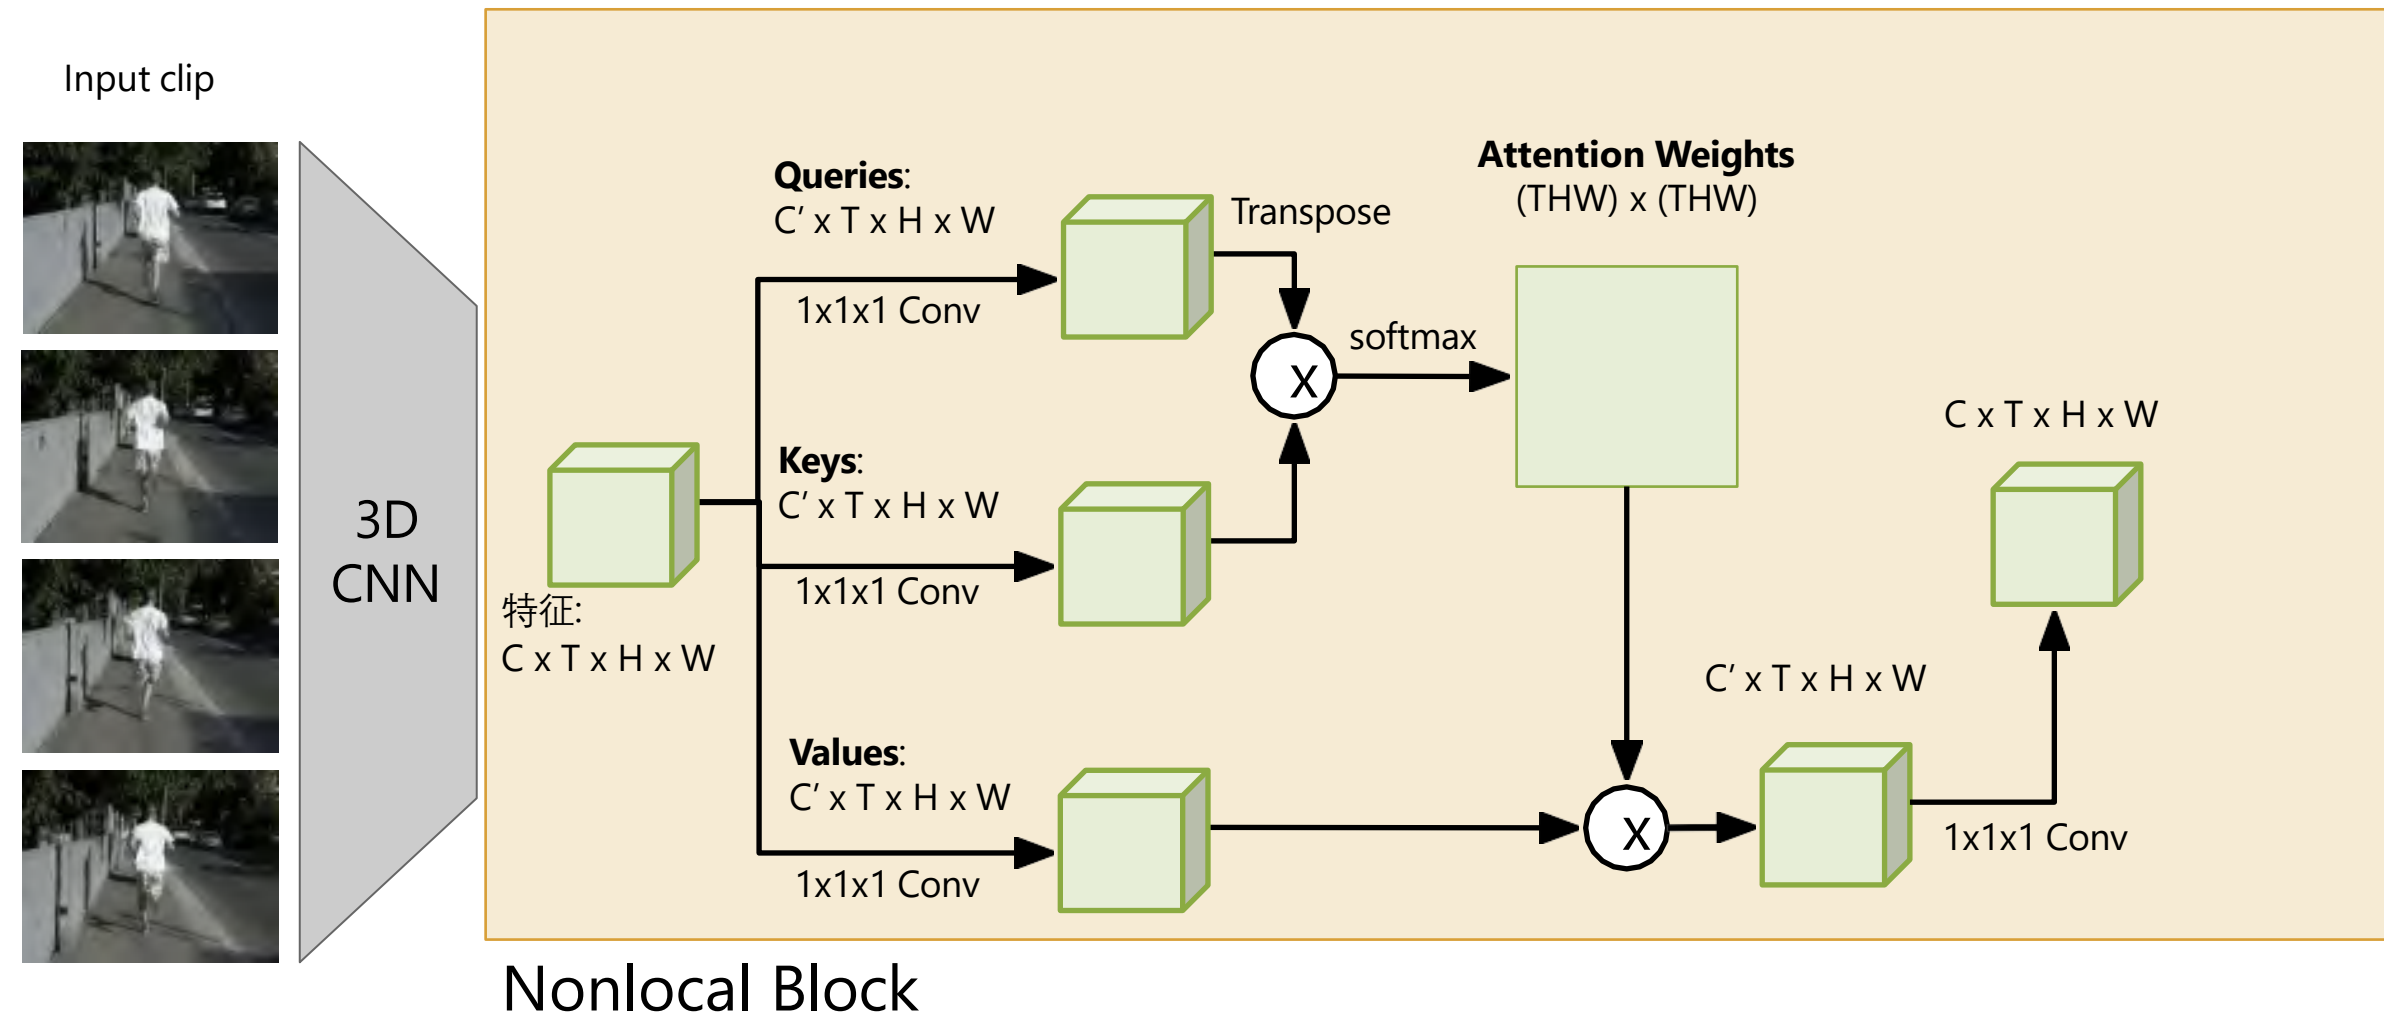 Input clip
3D
CNN
特征:
C x T x H x W
Queries:
C’ x T x H x W
1x1x1 Conv
Transpose
Keys:
C’ x T x H x W
1x1x1 Conv
Values:
C’ x T x H x W
1x1x1 Conv
x
softmax
Attention Weights
(THW) x (THW)
x
C’ x T x H x W
1x1x1 Conv
C x T x H x W
Nonlocal Block